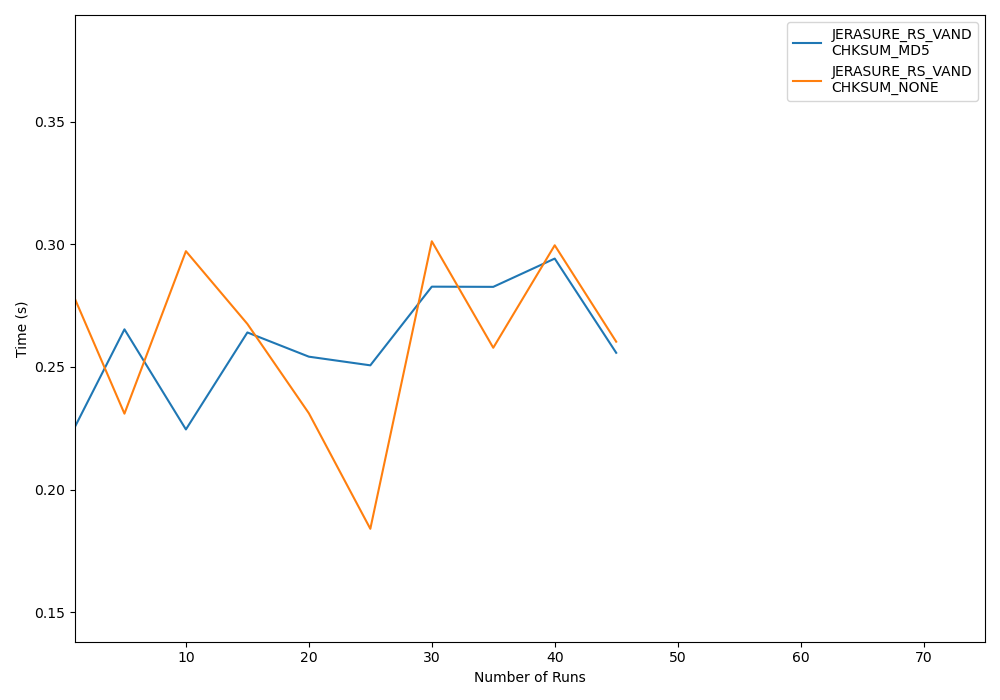 JERASURE_RS_VAND
CHKSUM_MD5
JERASURE_RS_VAND
CHKSUM_NONE
0.35
0.30
0.25
0.20
0.15
Time (s)
10 20 30 40 50 60 70
Number of Runs